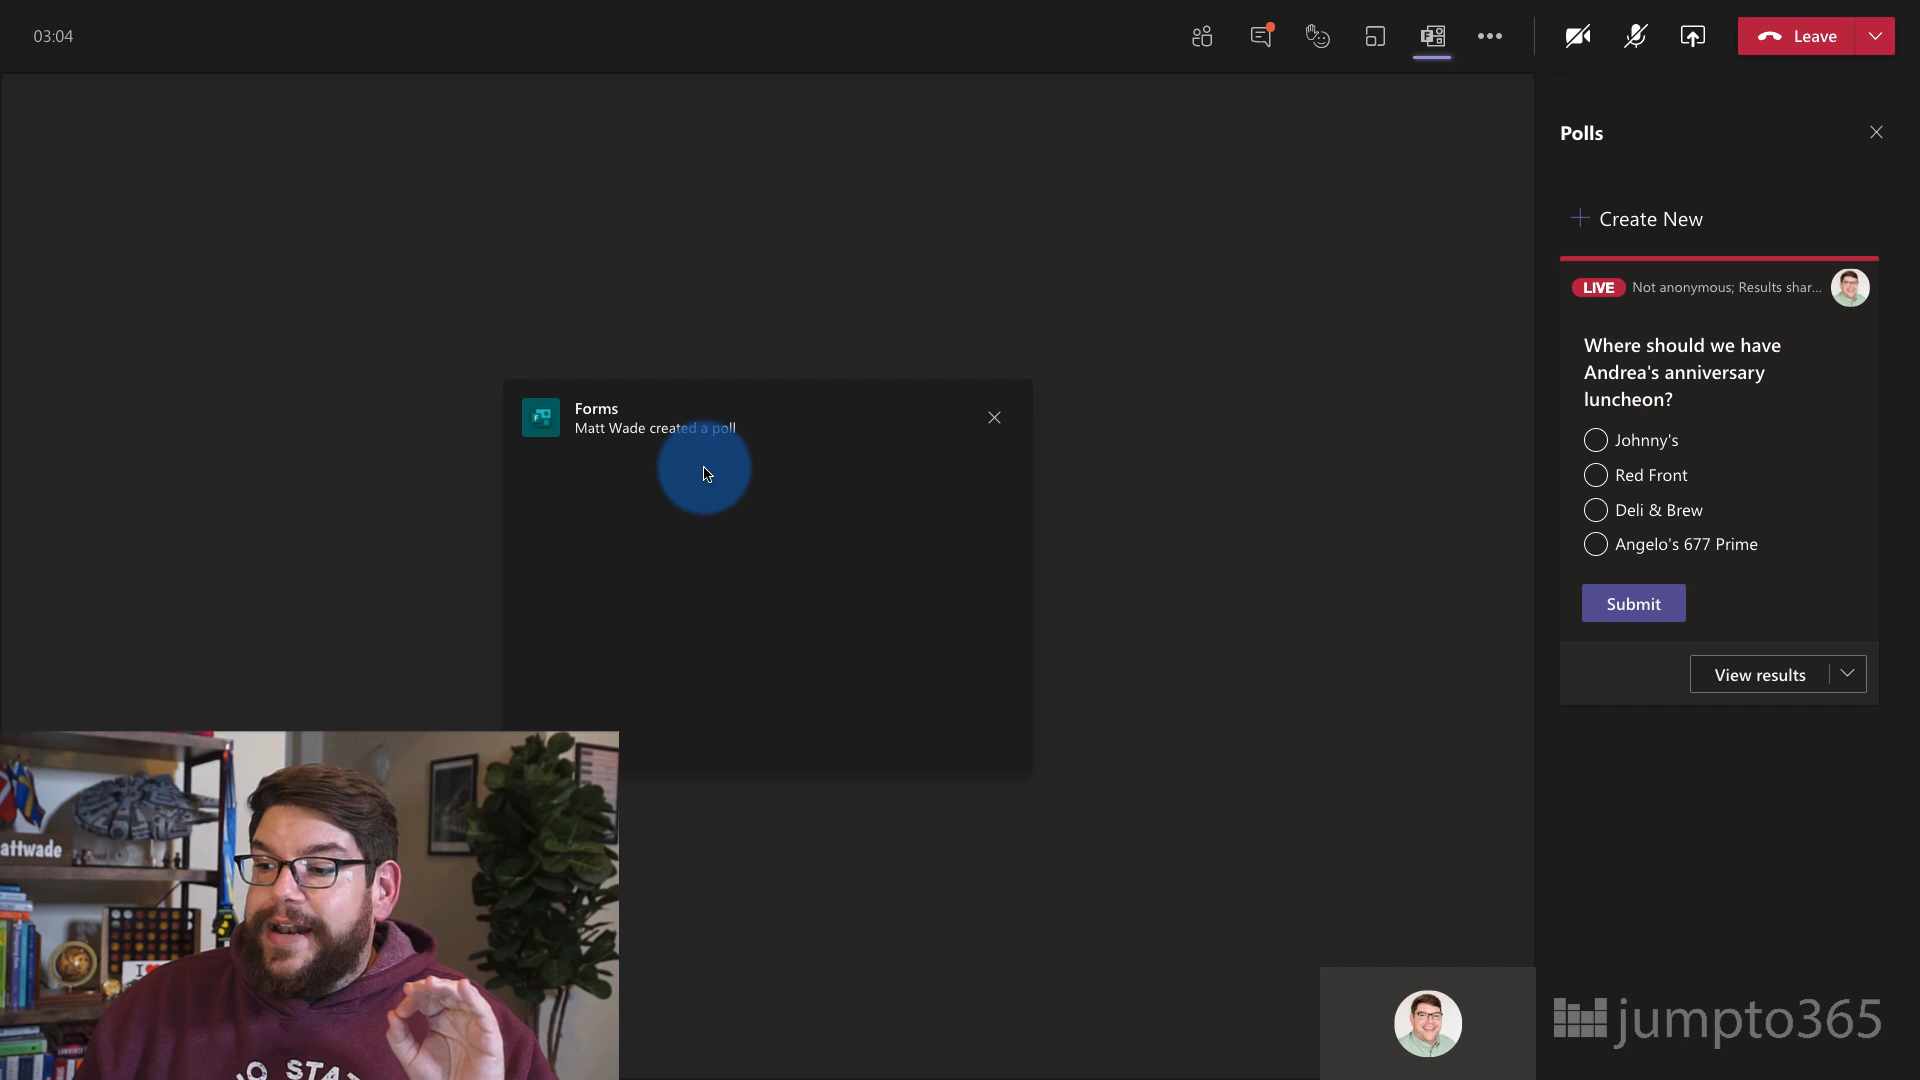 03:04
Leave
Polls
Create New
LIVE Not anonymous; Results shar...
Where should we have
Andrea's anniversary
luncheon?
Johnny's
Red Front
Deli & Brew
Angelo's 677 Prime
Submit
View results
Forms
Matt Wade created a poll
attwade
I
O STAT
jumpto365